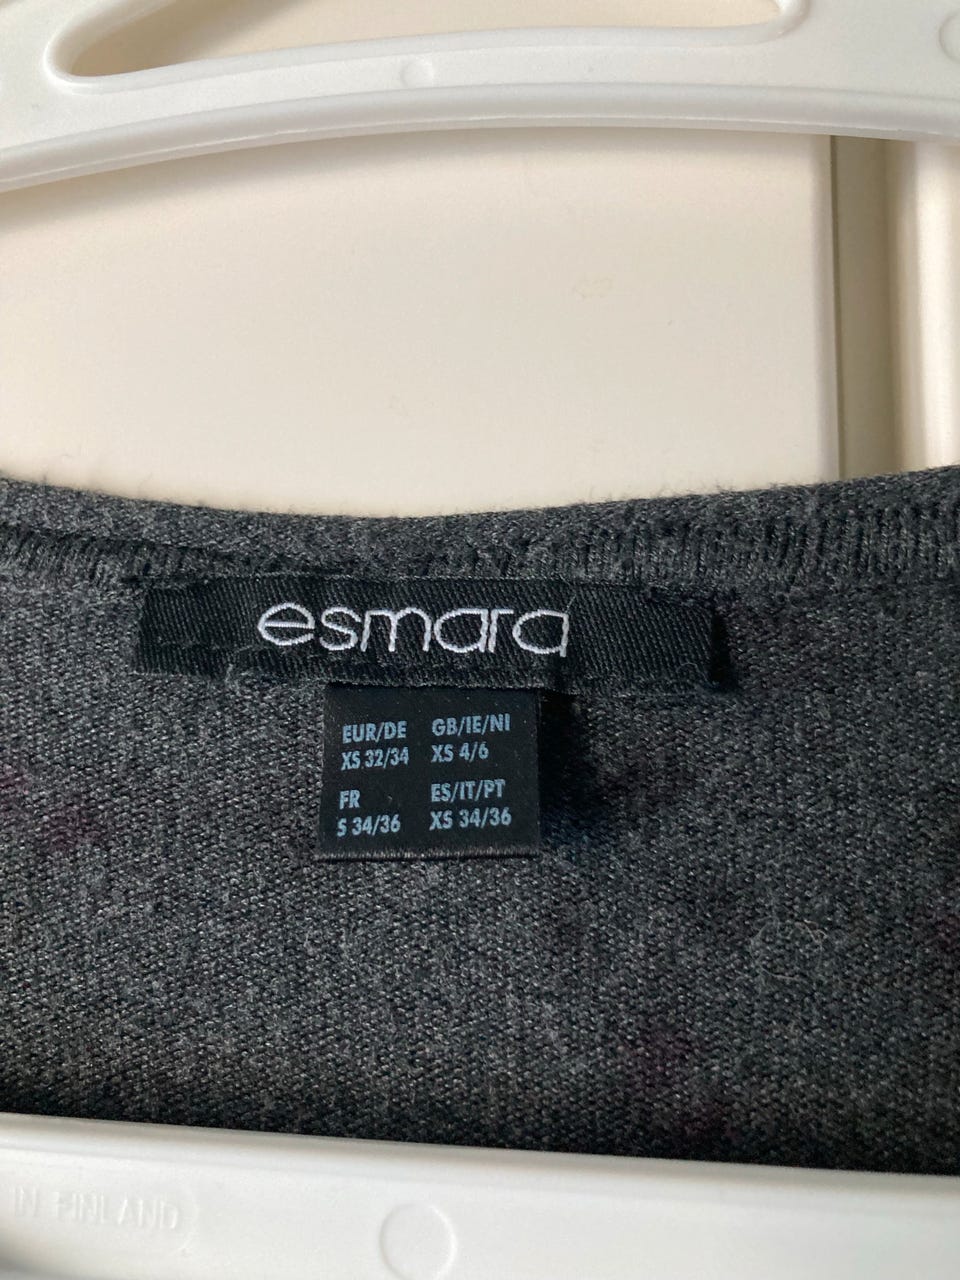 esmara
EUR/DE GB/IE/NI
XS 32/34 XS 4/6
FR ES/IT/PT
S 34/36 XS 34/36
IN FINLAND